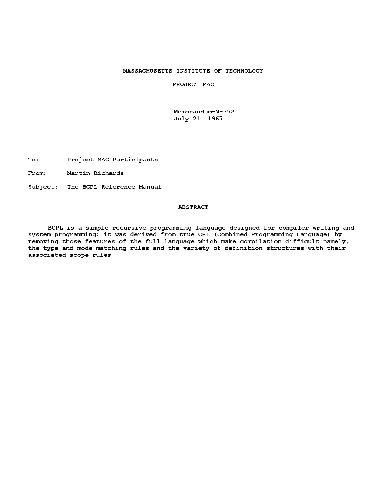 MASSACHUSETTS INSTITUTE OF TECHNOLOGY
PROJECT MAC
Memorandum-M-352
July 21, 1967
To: Project MAC Participants
From: Martin Richards
Subject: The BCPL Reference Manual
ABSTRACT
BCPL is a simple recursive programming language designed for compiler writing and
system programming: it was derived from true CPL (Combined Programming Language) by
removing those features of the full language which make compilation difficult namely,
the type and mode matching rules and the variety of definition structures with their
associated scope rules